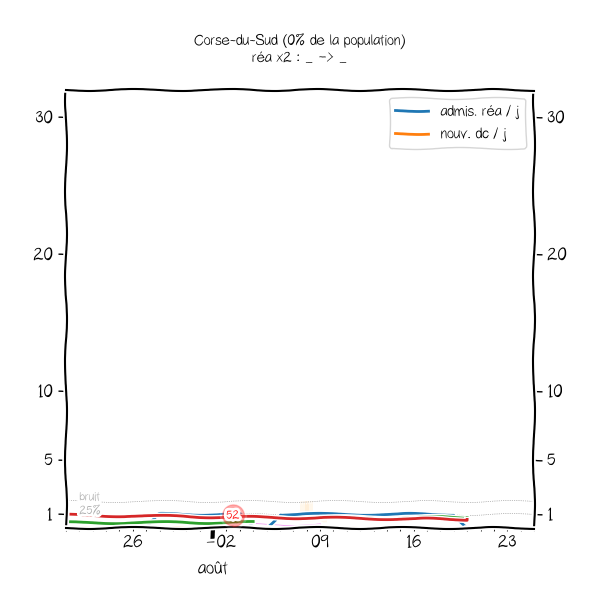 Corse-du-Sud (0% de la population)
réa x2 : _ -> _
admis. réa / j
nouv. dc / j
30
30
20
20
10
10
5
5
bruit
25%
52
1
1
26
02
09
16
23
août